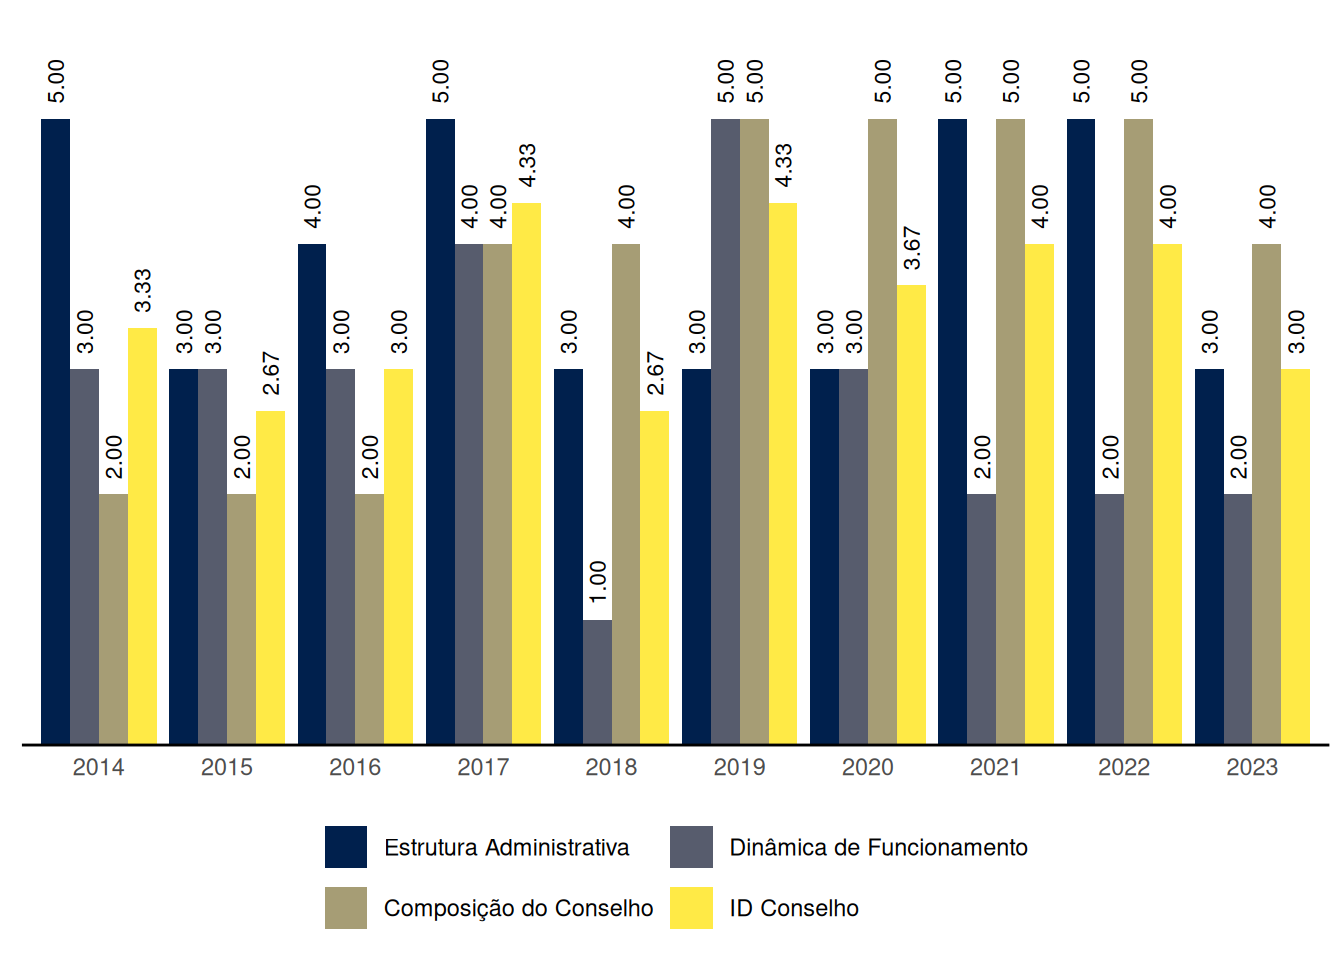 5.00 3.00 2.00 3.33 3.00 3.00 2.00 2.67 4.00 3.00 2.00 3.00 5.00 4.00 4.00 4.33 3.00 1.00 4.00 2.67 3.00 5.00 5.00 4.33 3.00 3.00 5.00 3.67 5.00 2.00 5.00 4.00 5.00 2.00 5.00 4.00 3.00 2.00 4.00 3.00
2014 2015 2016 2017 2018 2019 2020 2021 2022 2023
Estrutura Administrativa Dinâmica de Funcionamento
Composição do Conselho ID Conselho